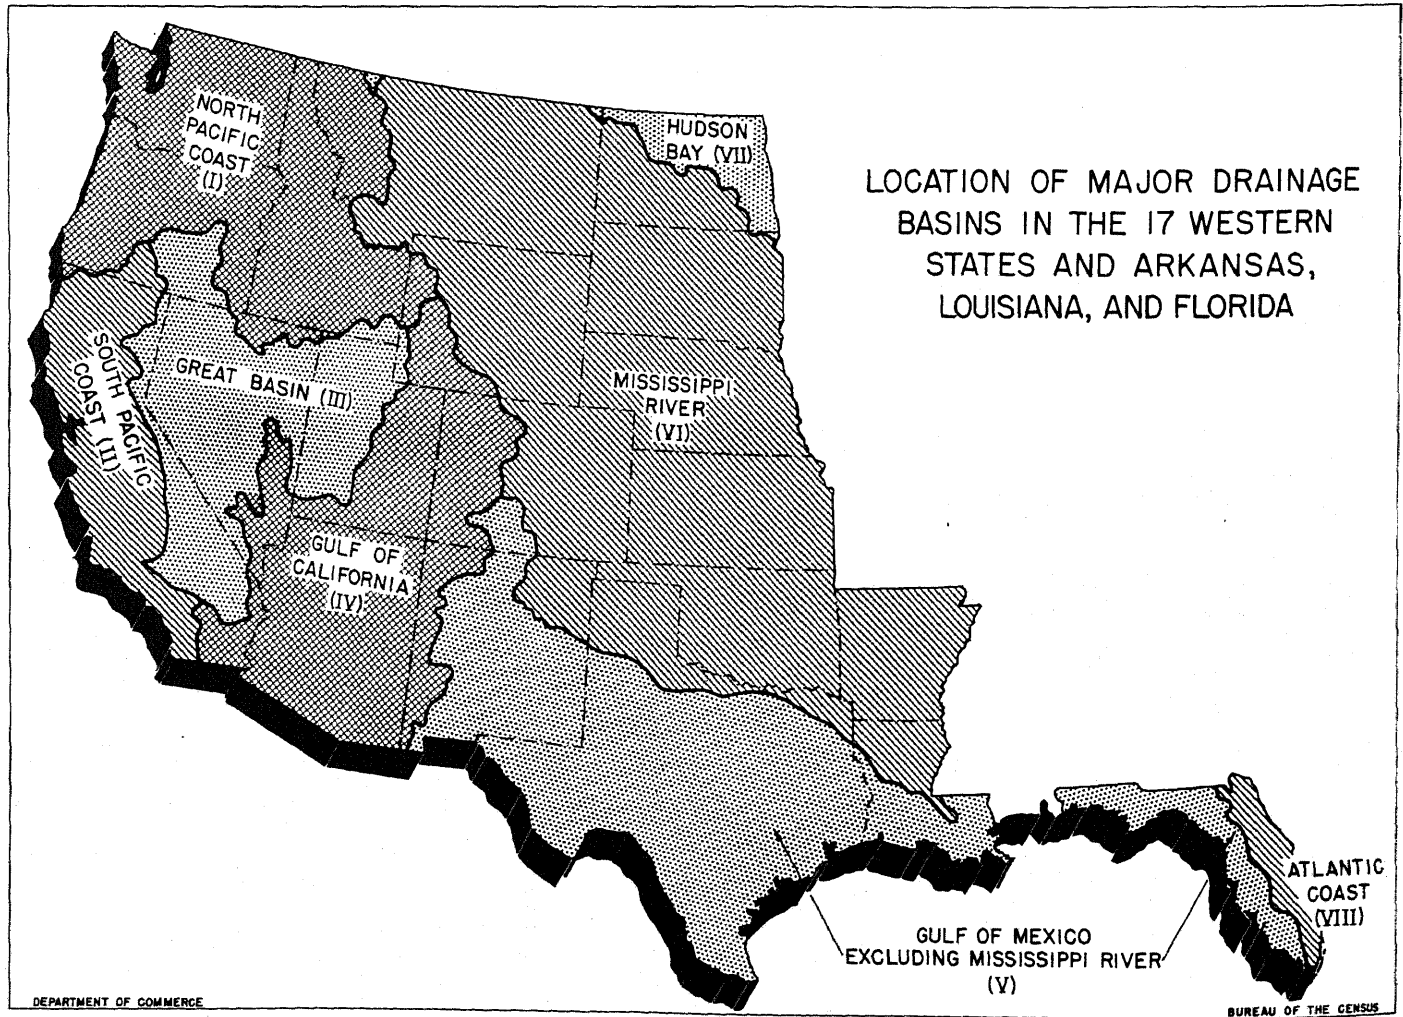 LOCATION OF MAJOR DRAINAGE
BASINS IN THE 17 WESTERN
STATES AND ARKANSAS,
LOUISIANA, AND FLORIDA
NORTH
PACIFIC
COAST
(I)
HUDSON
BAY (VII)
SOUTH PACIFIC
COAST (II)
GREAT BASIN (III)
MISSISSIPPI
RIVER
(VI)
GULF OF
CALIFORNIA
(IV)
ATLANTIC
COAST
(VIII)
GULF OF MEXICO
EXCLUDING MISSISSIPPI RIVER
(V)
DEPARTMENT OF COMMERCE
BUREAU OF THE CENSUS